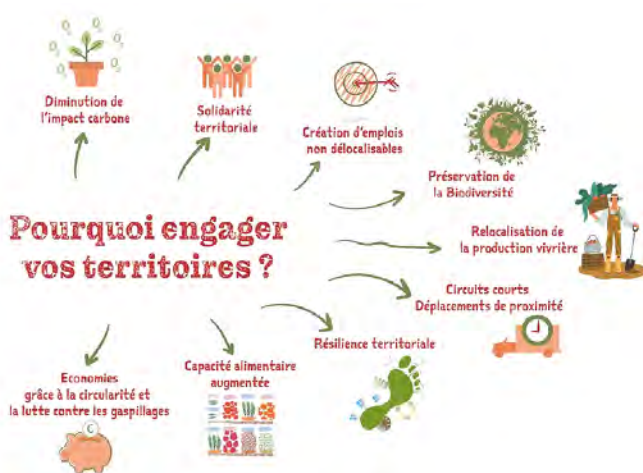 Diminution de
l'impact carbone
Solidarité
territoriale
Création d'emplois
non délocalisables
Préservation de
la Biodiversité
Pourquoi engager
vos territoires ?
Relocalisation de
la production vivrière
Circuits courts
Déplacements de proximité
Résilience territoriale
Capacité alimentaire
augmentée
Economies
grâce à la circularité et
la lutte contre les gaspillages